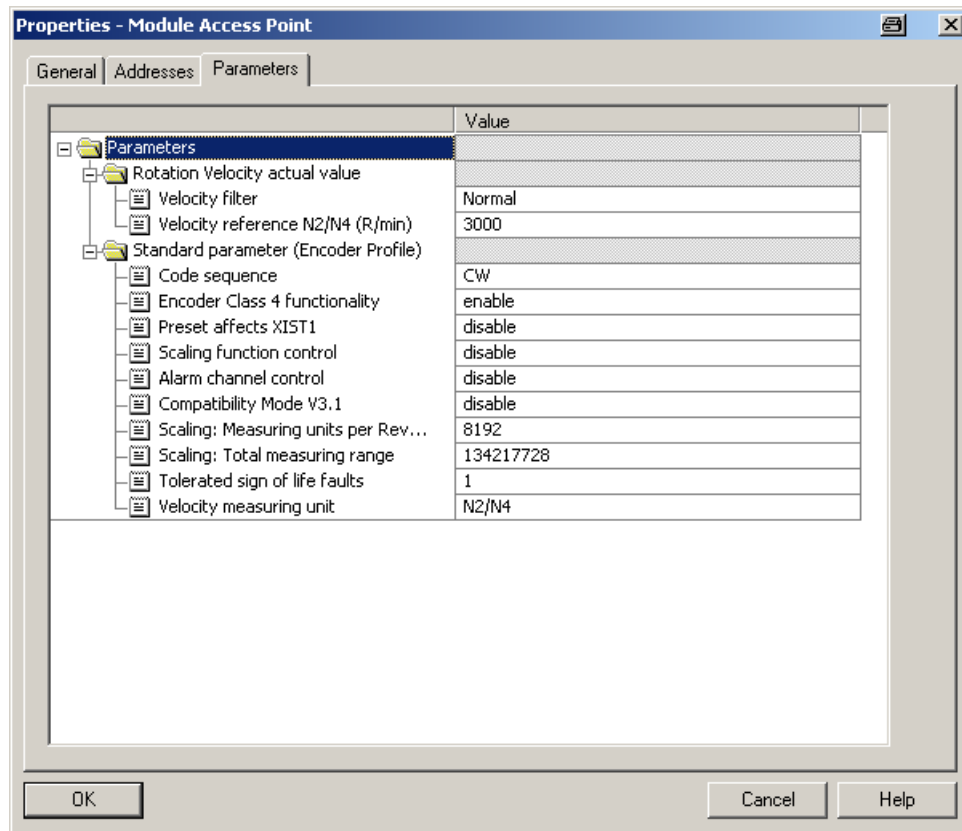 Properties - Module Access Point
General Addresses Parameters
Value
Parameters
Rotation Velocity actual value
Velocity filter Normal
Velocity reference N2/N4 (R/min) 3000
Standard parameter (Encoder Profile)
Code sequence CW
Encoder Class 4 functionality enable
Preset affects XIST1 disable
Scaling function control disable
Alarm channel control disable
Compatibility Mode V3.1 disable
Scaling: Measuring units per Rev... 8192
Scaling: Total measuring range 134217728
Tolerated sign of life faults 1
Velocity measuring unit N2/N4
OK Cancel Help